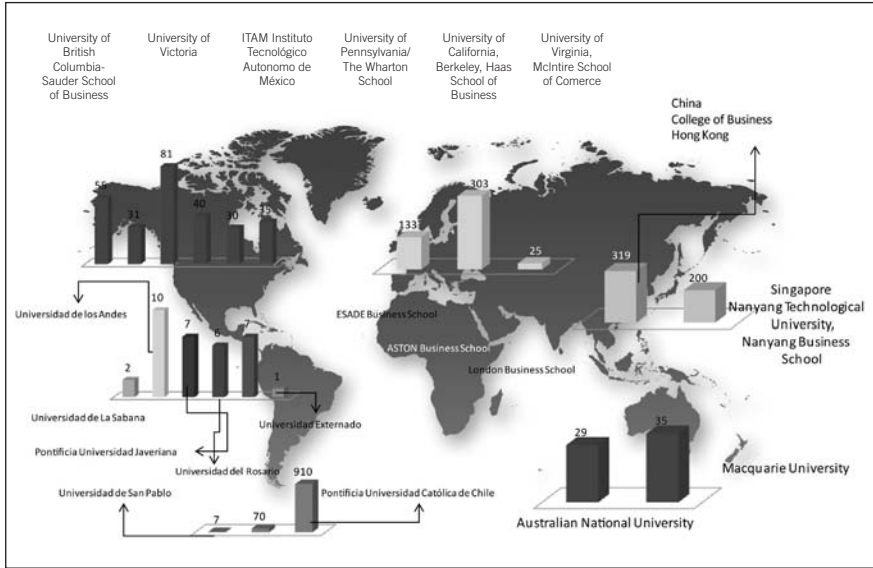 University of
British
Columbia-
Sauder School
of Business
University of
Victoria
ITAM Instituto
Tecnológico
Autonomo de
México
University of
Pennsylvania/
The Wharton
School
University of
California,
Berkeley, Haas
School of
Business
University of
Virginia,
McIntire School
of Comerce
China
College of Business
Hong Kong
55
31
81
40
30
133
303
25
319
200
Singapore
Nanyang Technological
University,
Nanyang Business
School
Universidad de los Andes
ESADE Business School
ASTON Business School
London Business School
2
10
7
6
7
1
Universidad de La Sabana
Universidad Externado
Pontificia Universidad Javeriana
Universidad del Rosario
Universidad de San Pablo
7
70
910
Pontificia Universidad Católica de Chile
29
35
Macquarie University
Australian National University